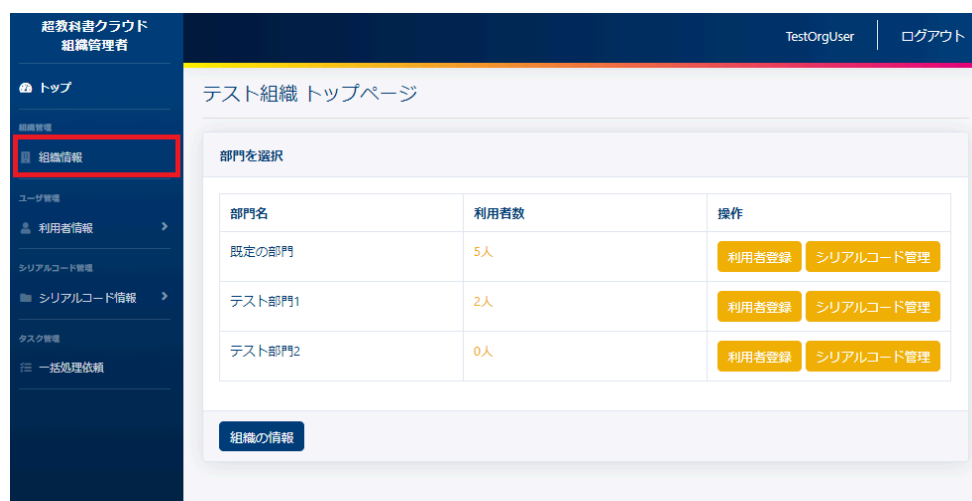 超教科書クラウド
組織管理者
TestOrgUser
ログアウト
トップ
組織管理
組織情報
ユーザ管理
利用者情報
シリアルコード管理
シリアルコード情報
タスク管理
一括処理依頼
テスト組織 トップページ
部門を選択
部門名 利用者数 操作
既定の部門 5人 利用者登録 シリアルコード管理
テスト部門1 2人 利用者登録 シリアルコード管理
テスト部門2 0人 利用者登録 シリアルコード管理
組織の情報